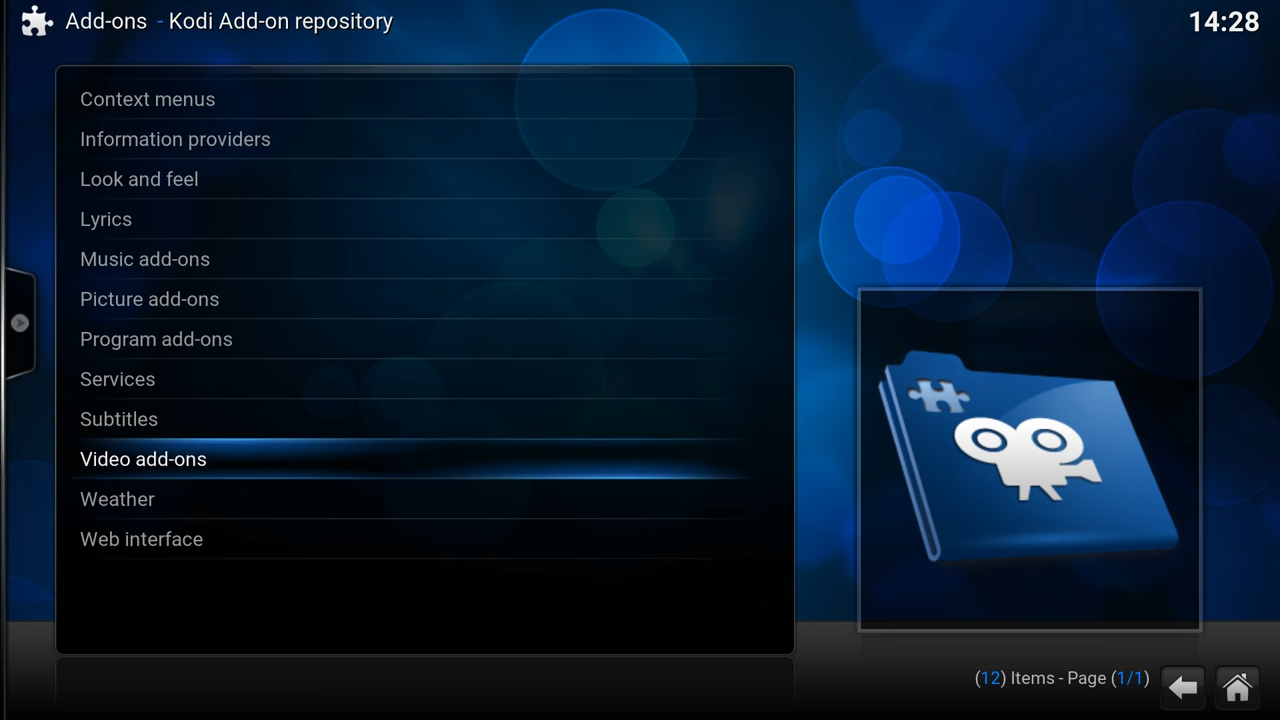 Add-ons - Kodi Add-on repository
14:28
Context menus
Information providers
Look and feel
Lyrics
Music add-ons
Picture add-ons
Program add-ons
Services
Subtitles
Video add-ons
Weather
Web interface
(12) Items - Page (1/1)